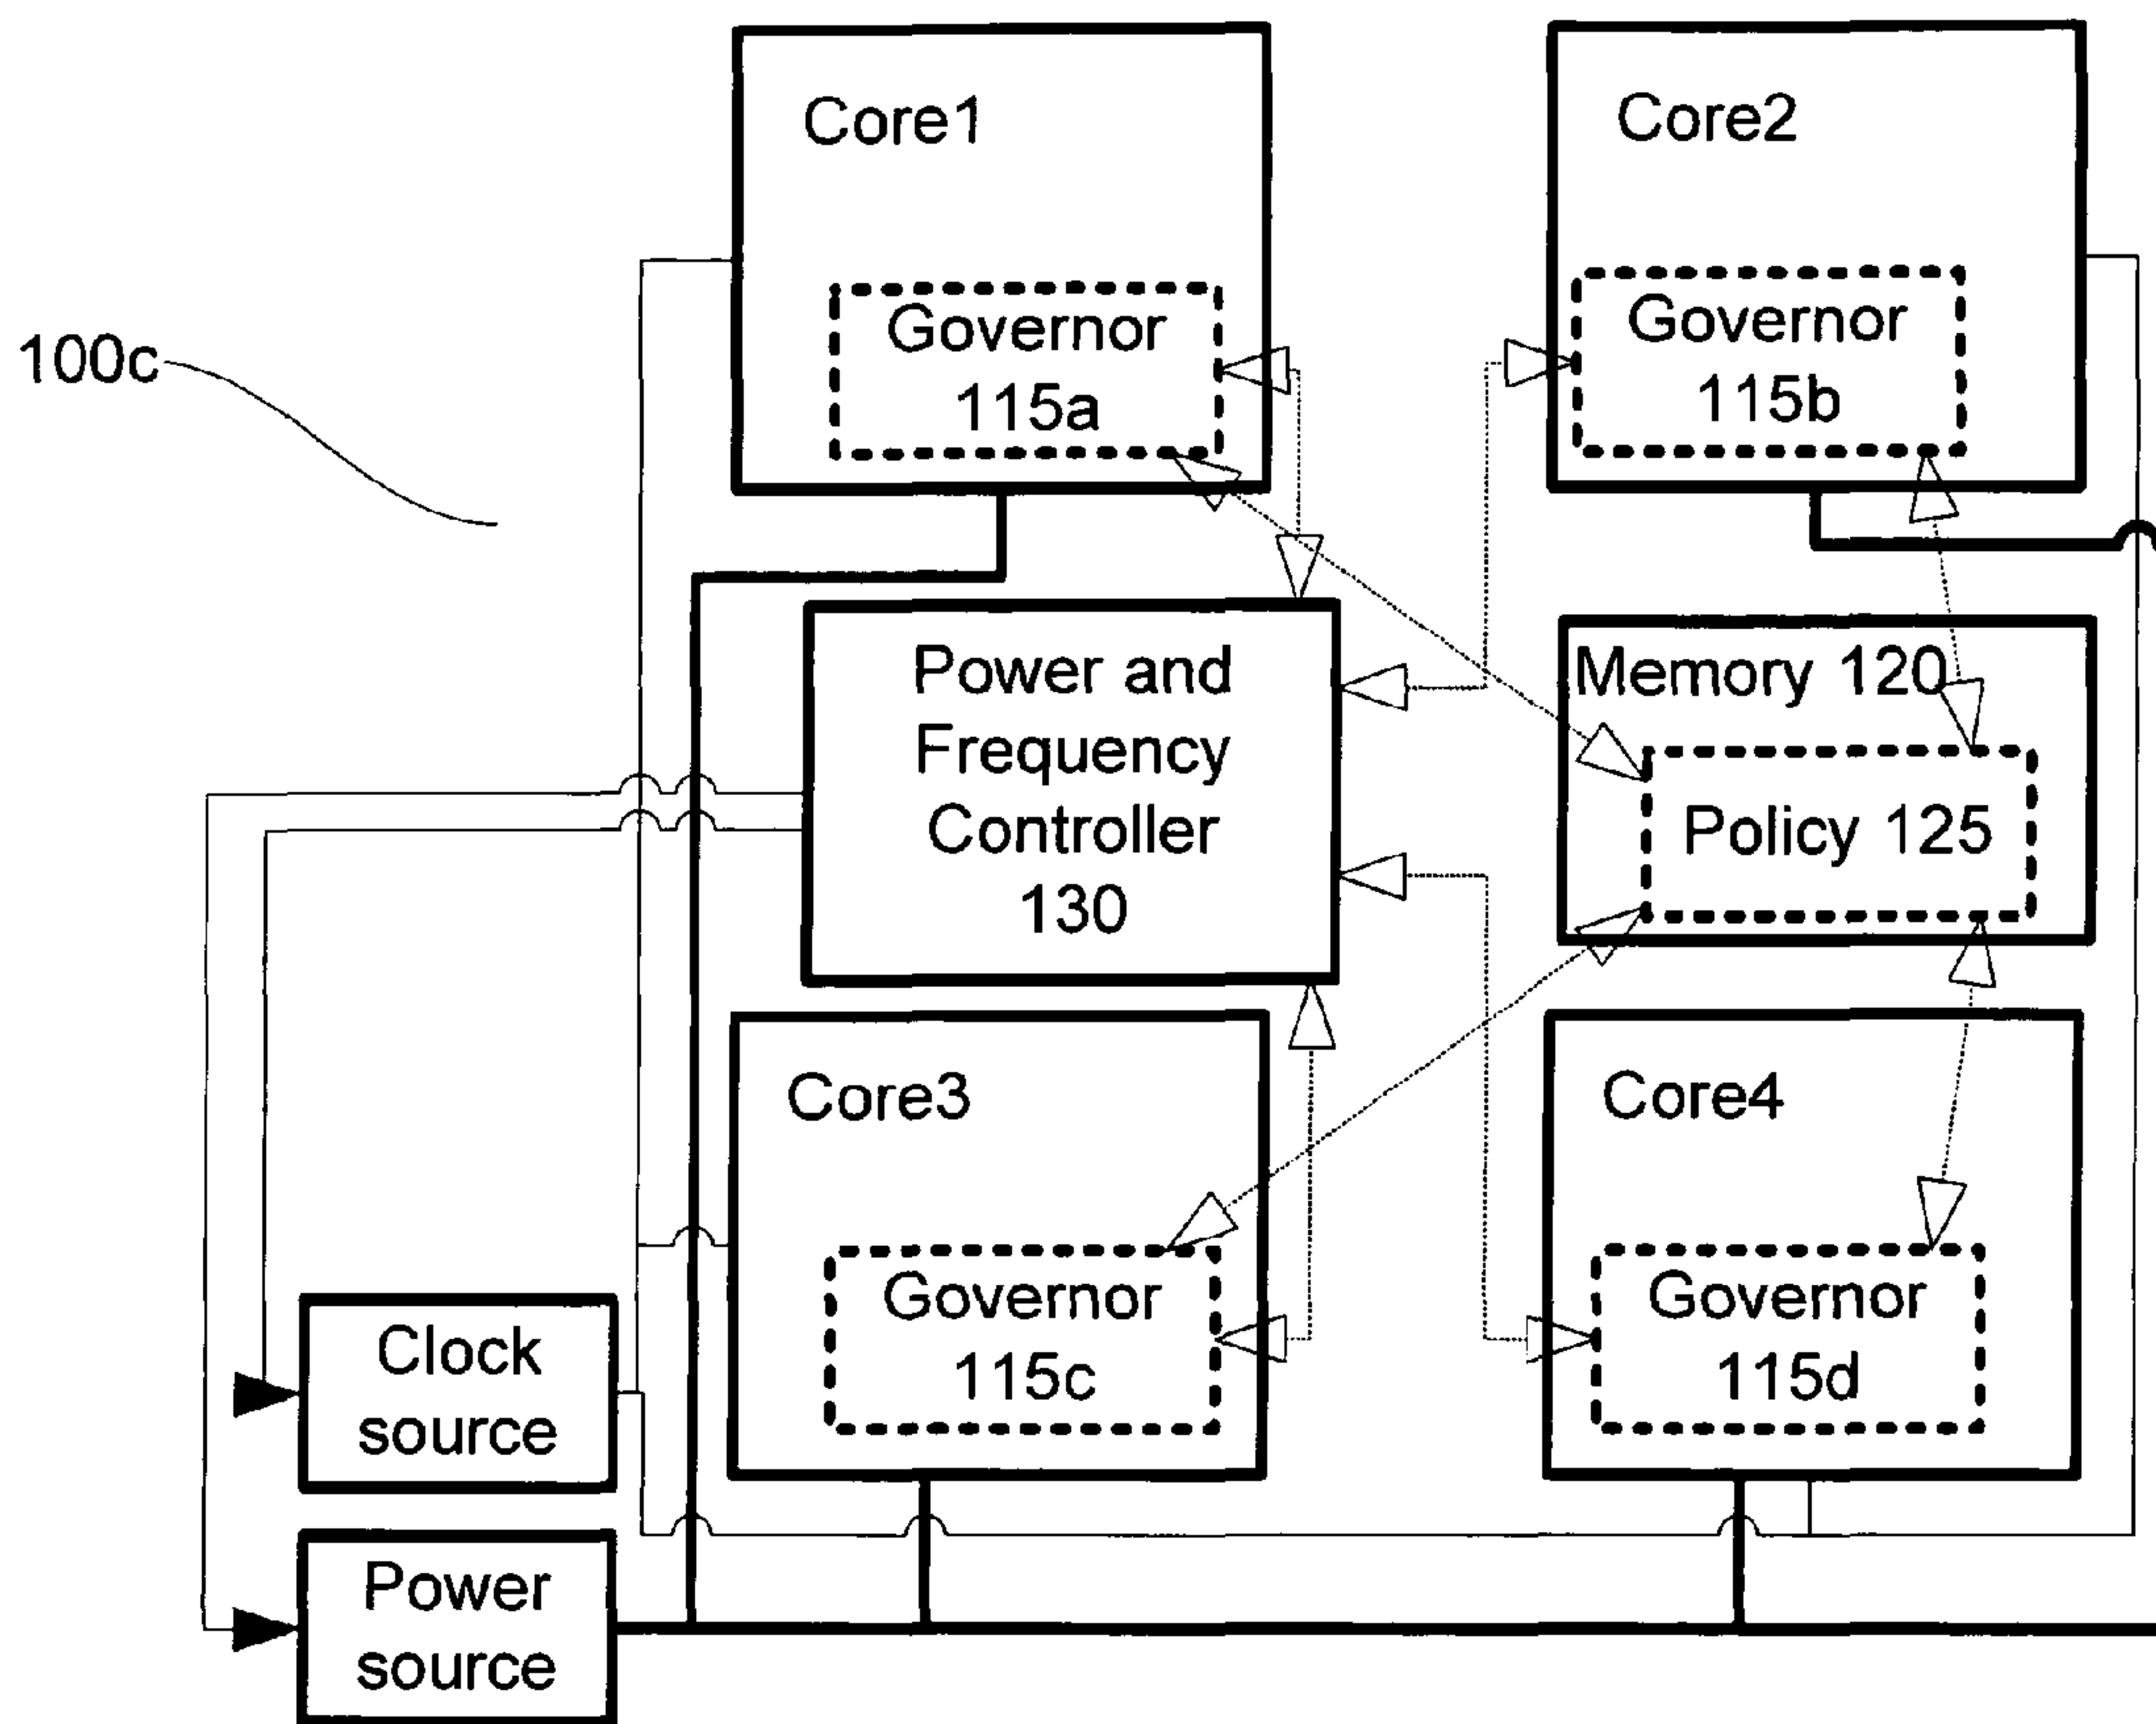 Core1
Core2
Governor
115a
Governor
115b
100c
Power and
Frequency
Controller
130
Memory 120
Policy 125
Core3
Core4
Governor
115c
Governor
115d
Clock
source
Power
source